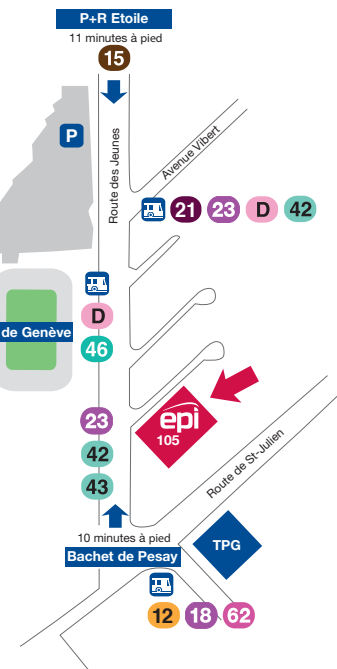 P+R Etoile
11 minutes à pied
15
P
Route des Jeunes
Avenue Vibert
21 23 D 42
D
de Genève
46
epi
105
23
42
43
Route de St-Julien
10 minutes à pied
Bachet de Pesay
TPG
12 18 62